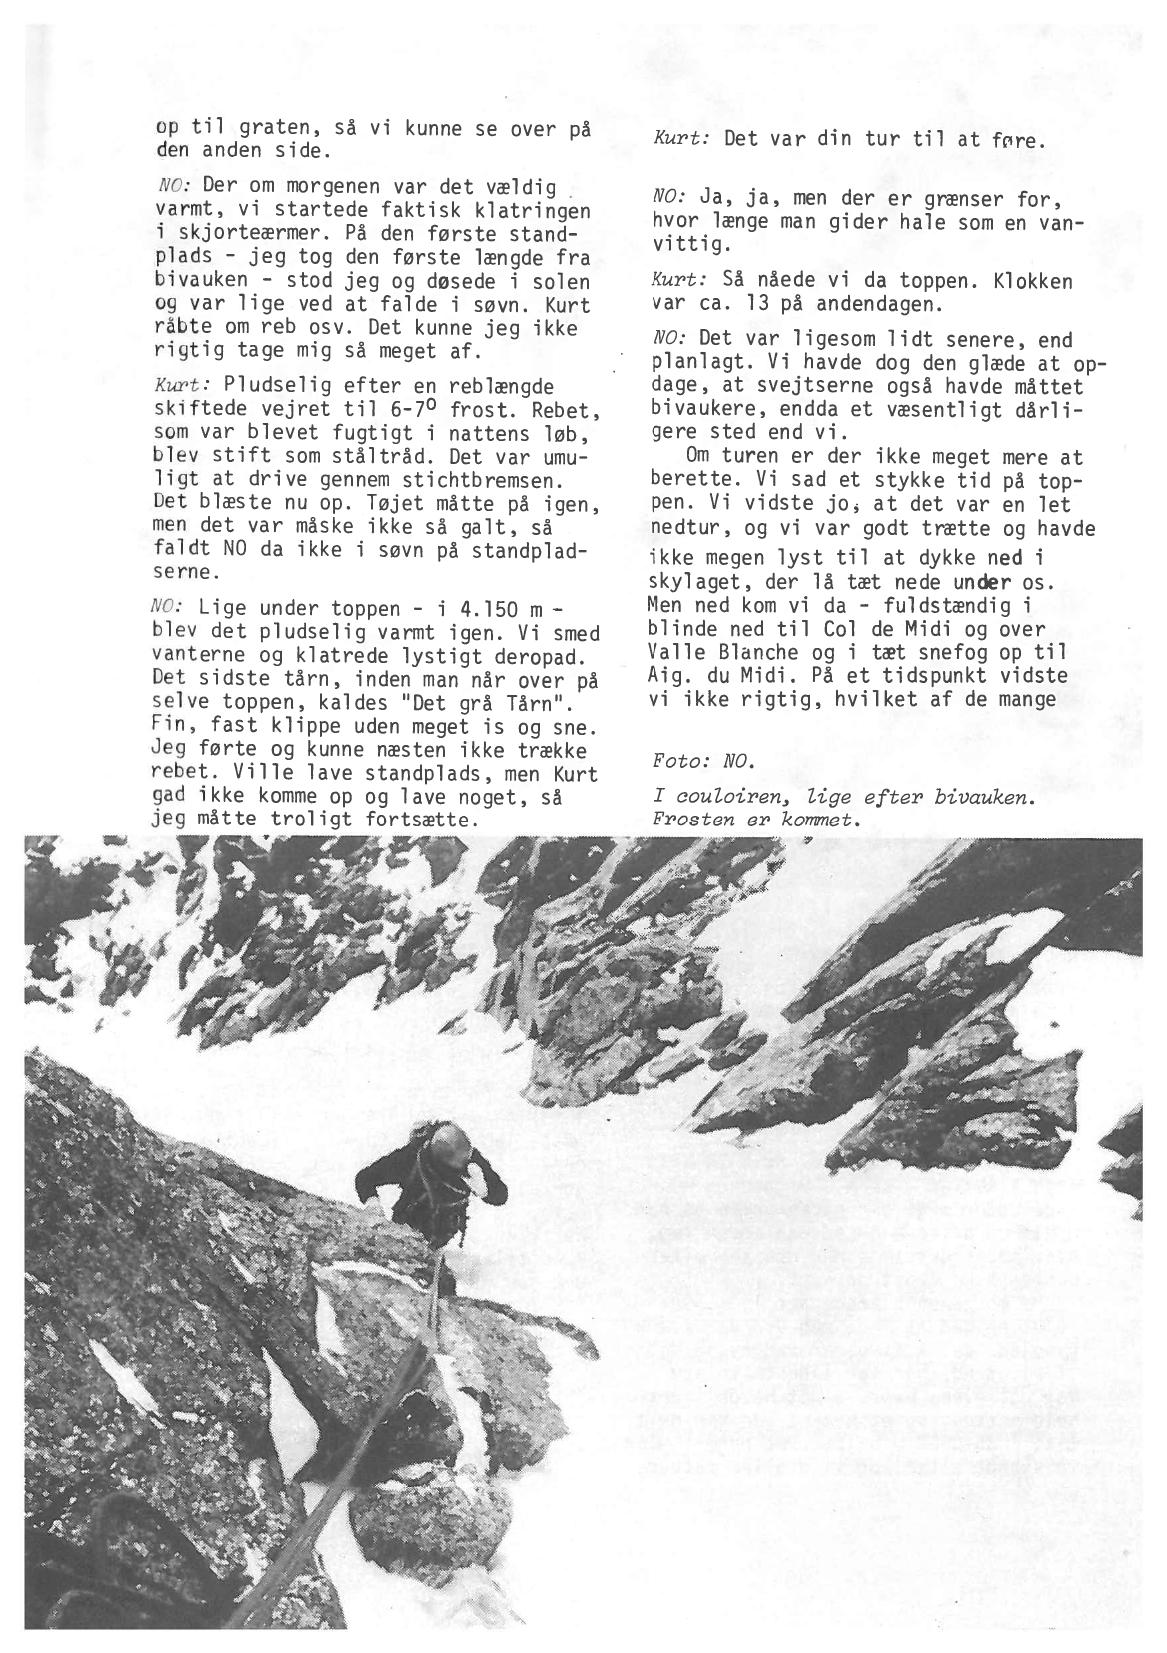 op til graten, så vi kunne se over på
den anden side.
NO: Der om morgenen var det vældig
varmt, vi startede faktisk klatringen
i skjorteærmer. På den første stand-
plads - jeg tog den første længde fra
bivauken - stod jeg og døsede i solen
og var lige ved at falde i søvn. Kurt
råbte om reb osv. Det kunne jeg ikke
rigtig tage mig så meget af.
Kurt: Pludselig efter en reblængde
skiftede vejret til 6-7⁰ frost. Rebet,
som var blevet fugtigt i nattens løb,
blev stift som ståltråd. Det var umu-
ligt at drive gennem stichtbremsen.
Det blæste nu op. Tøjet måtte på igen,
men det var måske ikke så galt, så
faldt NO da ikke i søvn på standplad-
serne.
NO: Lige under toppen - i 4.150 m -
blev det pludselig varmt igen. Vi smed
vanterne og klatrede lystigt deropad.
Det sidste tårn, inden man når over på
selve toppen, kaldes "Det grå Tårn".
Fin, fast klippe uden meget is og sne.
Jeg førte og kunne næsten ikke trække
rebet. Ville lave standplads, men Kurt
gad ikke komme op og lave noget, så
jeg måtte troligt fortsætte.
Kurt: Det var din tur til at føre.
NO: Ja, ja, men der er grænser for,
hvor længe man gider hale som en van-
vittig.
Kurt: Så nåede vi da toppen. Klokken
var ca. 13 på andendagen.
NO: Det var ligesom lidt senere, end
planlagt. Vi havde dog den glæde at op-
dage, at svejtserne også havde måttet
bivaukere, endda et væsentligt dårli-
gere sted end vi.
Om turen er der ikke meget mere at
berette. Vi sad et stykke tid på top-
pen. Vi vidste jo, at det var en let
nedtur, og vi var godt trætte og havde
ikke megen lyst til at dykke ned i
skylaget, der lå tæt nede under os.
Men ned kom vi da - fuldstændig i
blinde ned til Col de Midi og over
Valle Blanche og i tæt snefog op til
Aig. du Midi. På et tidspunkt vidste
vi ikke rigtig, hvilket af de mange
Foto: NO.
I couloiren, lige efter bivauken.
Frosten er kommet.